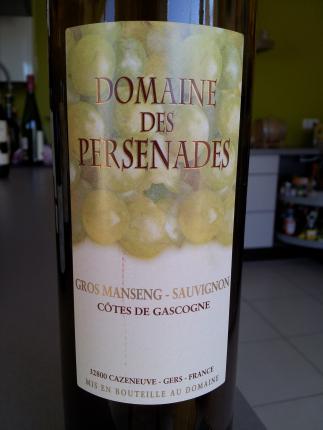 DOMAINE
DES
PERSENADES
GROS MANSENG - SAUVIGNON
CÔTES DE GASCOGNE
32800 CAZENEUVE - GERS - FRANCE
MIS EN BOUTEILLE AU DOMAINE